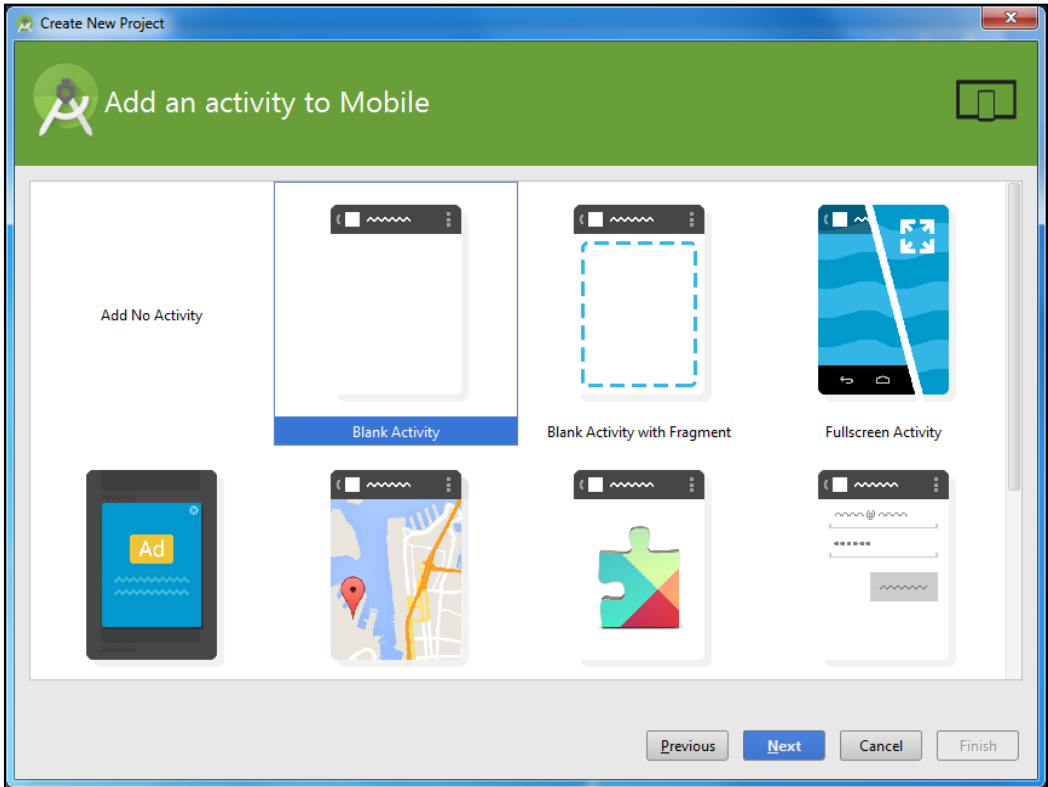 Create New Project
Add an activity to Mobile
Add No Activity
Blank Activity
Blank Activity with Fragment
Fullscreen Activity
Ad
@
Previous
Next
Cancel
Finish